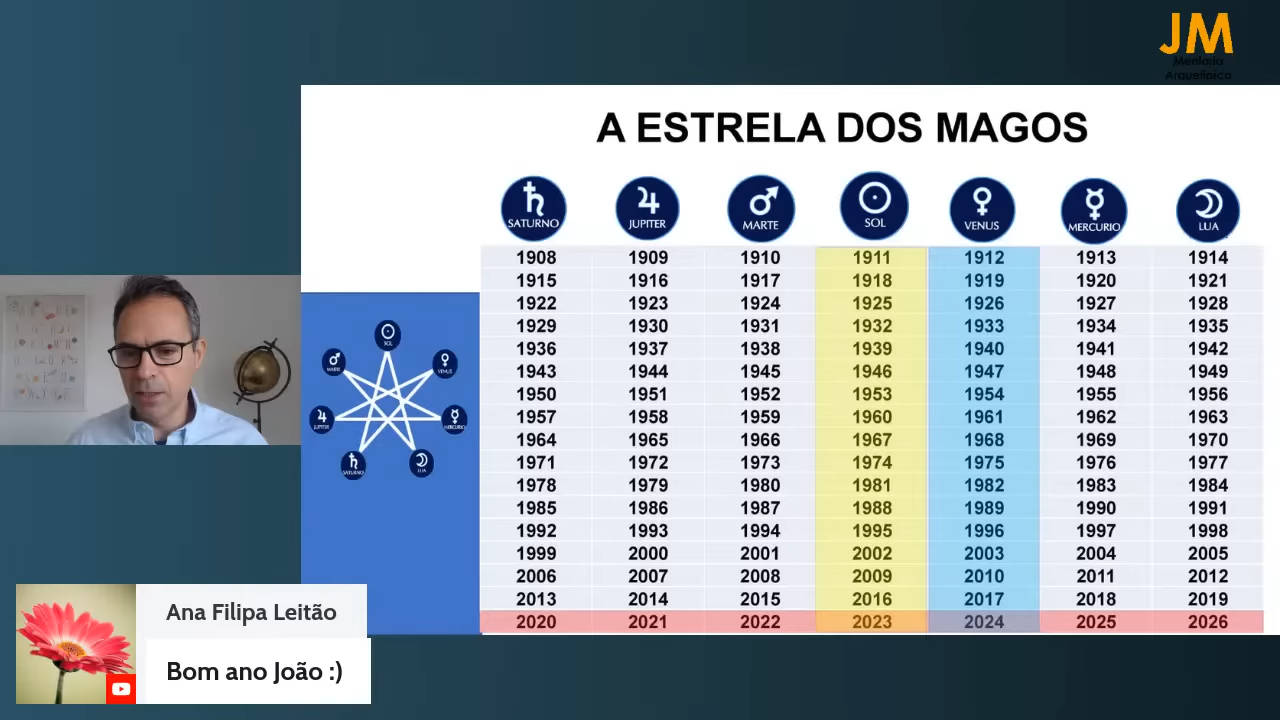 JM
Mentoria
Arquetípica
A ESTRELA DOS MAGOS
SATURNO JUPITER MARTE SOL VENUS MERCURIO LUA
1908 1909 1910 1911 1912 1913 1914
1915 1916 1917 1918 1919 1920 1921
1922 1923 1924 1925 1926 1927 1928
1929 1930 1931 1932 1933 1934 1935
1936 1937 1938 1939 1940 1941 1942
1943 1944 1945 1946 1947 1948 1949
1950 1951 1952 1953 1954 1955 1956
1957 1958 1959 1960 1961 1962 1963
1964 1965 1966 1967 1968 1969 1970
1971 1972 1973 1974 1975 1976 1977
1978 1979 1980 1981 1982 1983 1984
1985 1986 1987 1988 1989 1990 1991
1992 1993 1994 1995 1996 1997 1998
1999 2000 2001 2002 2003 2004 2005
2006 2007 2008 2009 2010 2011 2012
2013 2014 2015 2016 2017 2018 2019
2020 2021 2022 2023 2024 2025 2026
SOL
MARTE VENUS
JUPITER MERCURIO
SATURNO LUA
Ana Filipa Leitão
Bom ano João :)